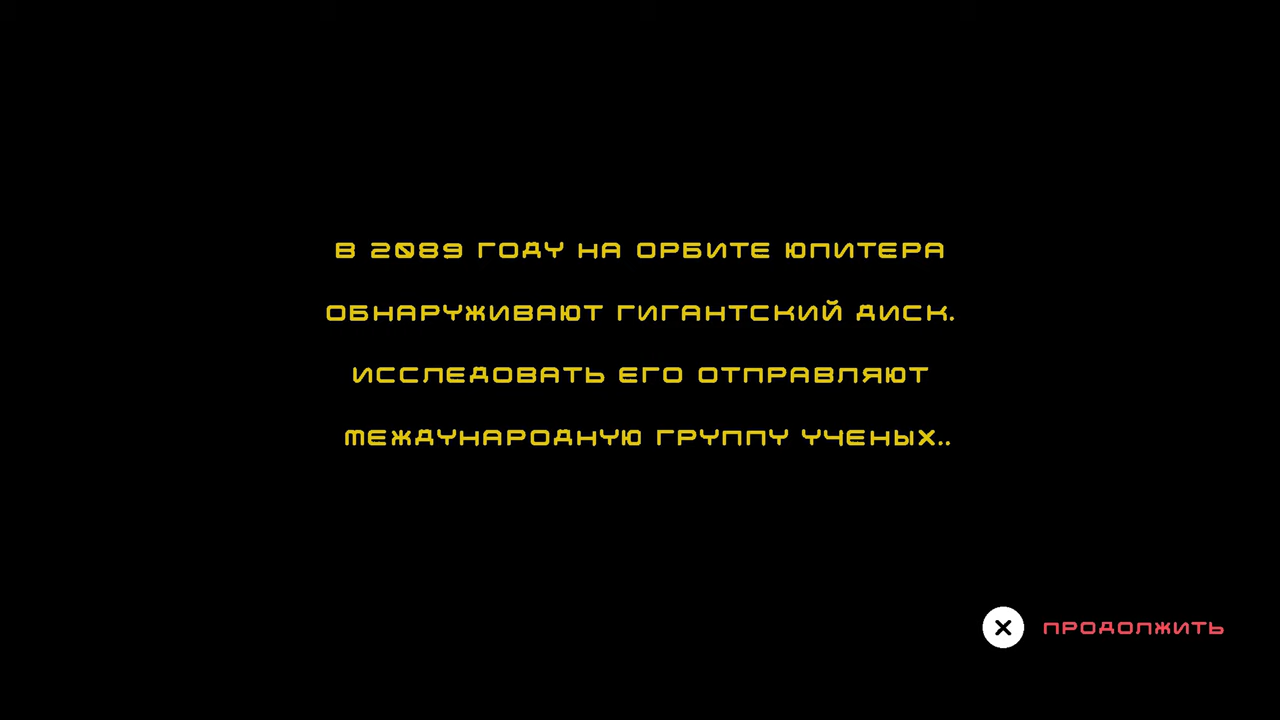 В 2089 ГОДУ НА ОРБИТЕ ЮПИТЕРА
ОБНАРУЖИВАЮТ ГИГАНТСКИЙ ДИСК.
ИССЛЕДОВАТЬ ЕГО ОТПРАВЛЯЮТ
МЕЖДУНАРОДНУЮ ГРУППУ УЧЕНЫХ..
ПРОДОЛЖИТЬ